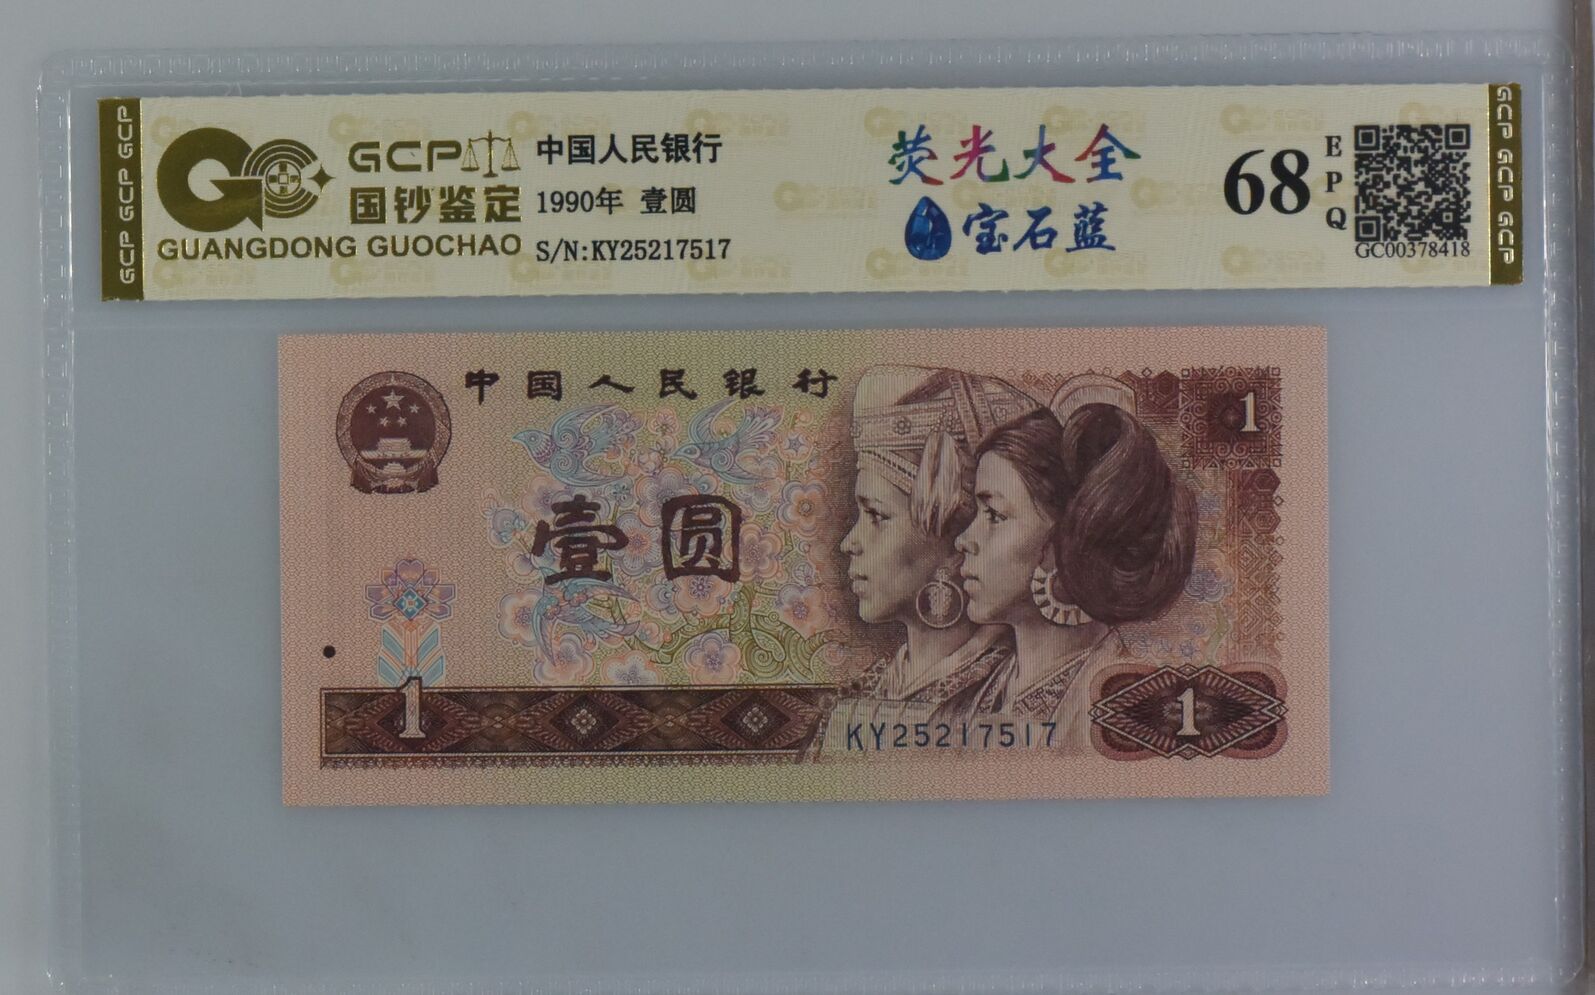 GCP GCP GCP
GCP
国钞鉴定
GUANGDONG GUOCHAO
中国人民银行
1990年 壹圆
S/N:KY25217517
荧光大全
宝石蓝
68
EPQ
GC00378418
GCP GCP GCP
中国人民银行
1
壹圆
1
KY25217517
1